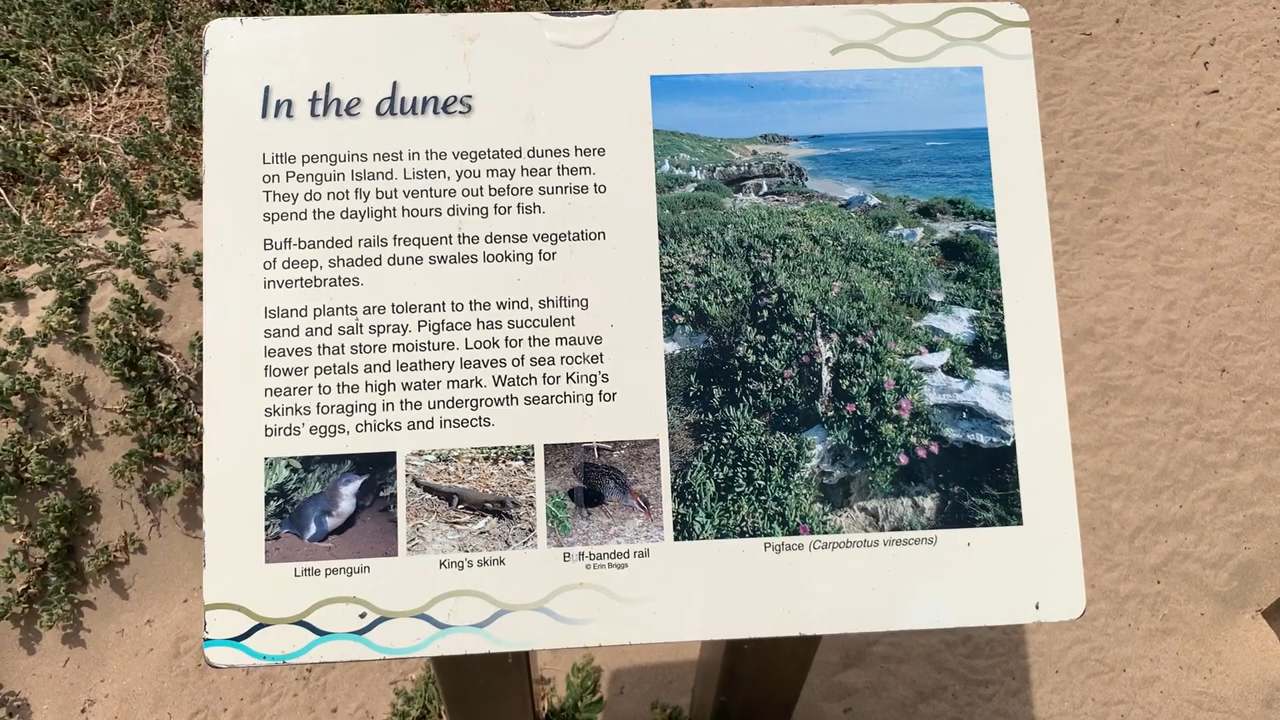 In the dunes
Little penguins nest in the vegetated dunes here
on Penguin Island. Listen, you may hear them.
They do not fly but venture out before sunrise to
spend the daylight hours diving for fish.
Buff-banded rails frequent the dense vegetation
of deep, shaded dune swales looking for
invertebrates.
Island plants are tolerant to the wind, shifting
sand and salt spray. Pigface has succulent
leaves that store moisture. Look for the mauve
flower petals and leathery leaves of sea rocket
nearer to the high water mark. Watch for King's
skinks foraging in the undergrowth searching for
birds' eggs, chicks and insects.
Little penguin
King's skink
Buff-banded rail
© Erin Briggs
Pigface (Carpobrotus virescens)